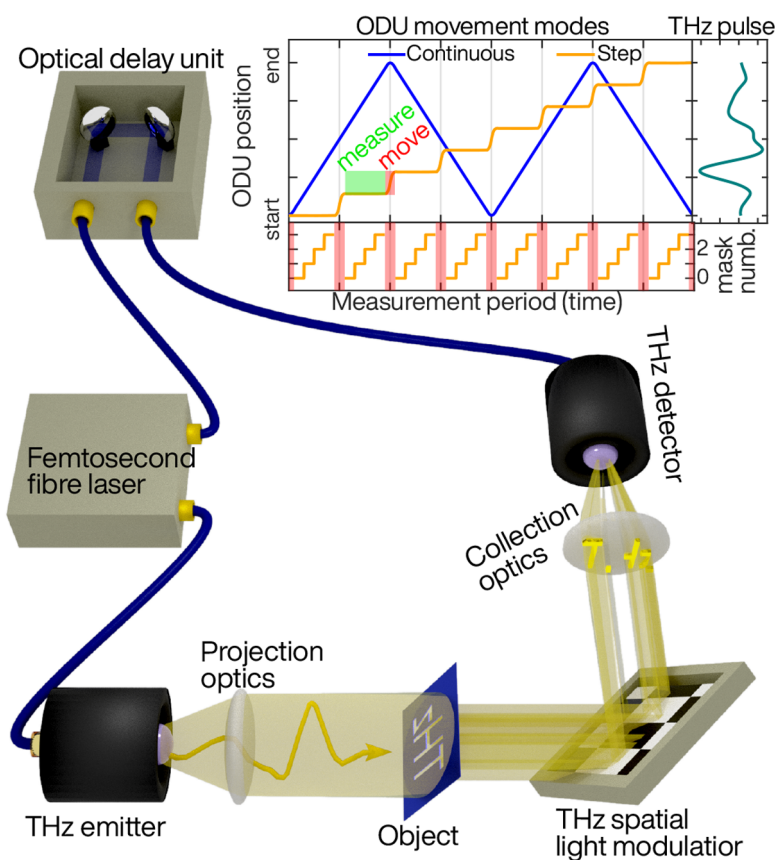 ODU movement modes
THz pulse
Optical delay unit
Continuous
Step
end
ODU position
start
measure
move
2
0
mask
numb.
Measurement period (time)
THz detector
Femtosecond
fibre laser
Collection
optics
T Hz
Projection
optics
THz
THz emitter
Object
THz spatial
light modulatior